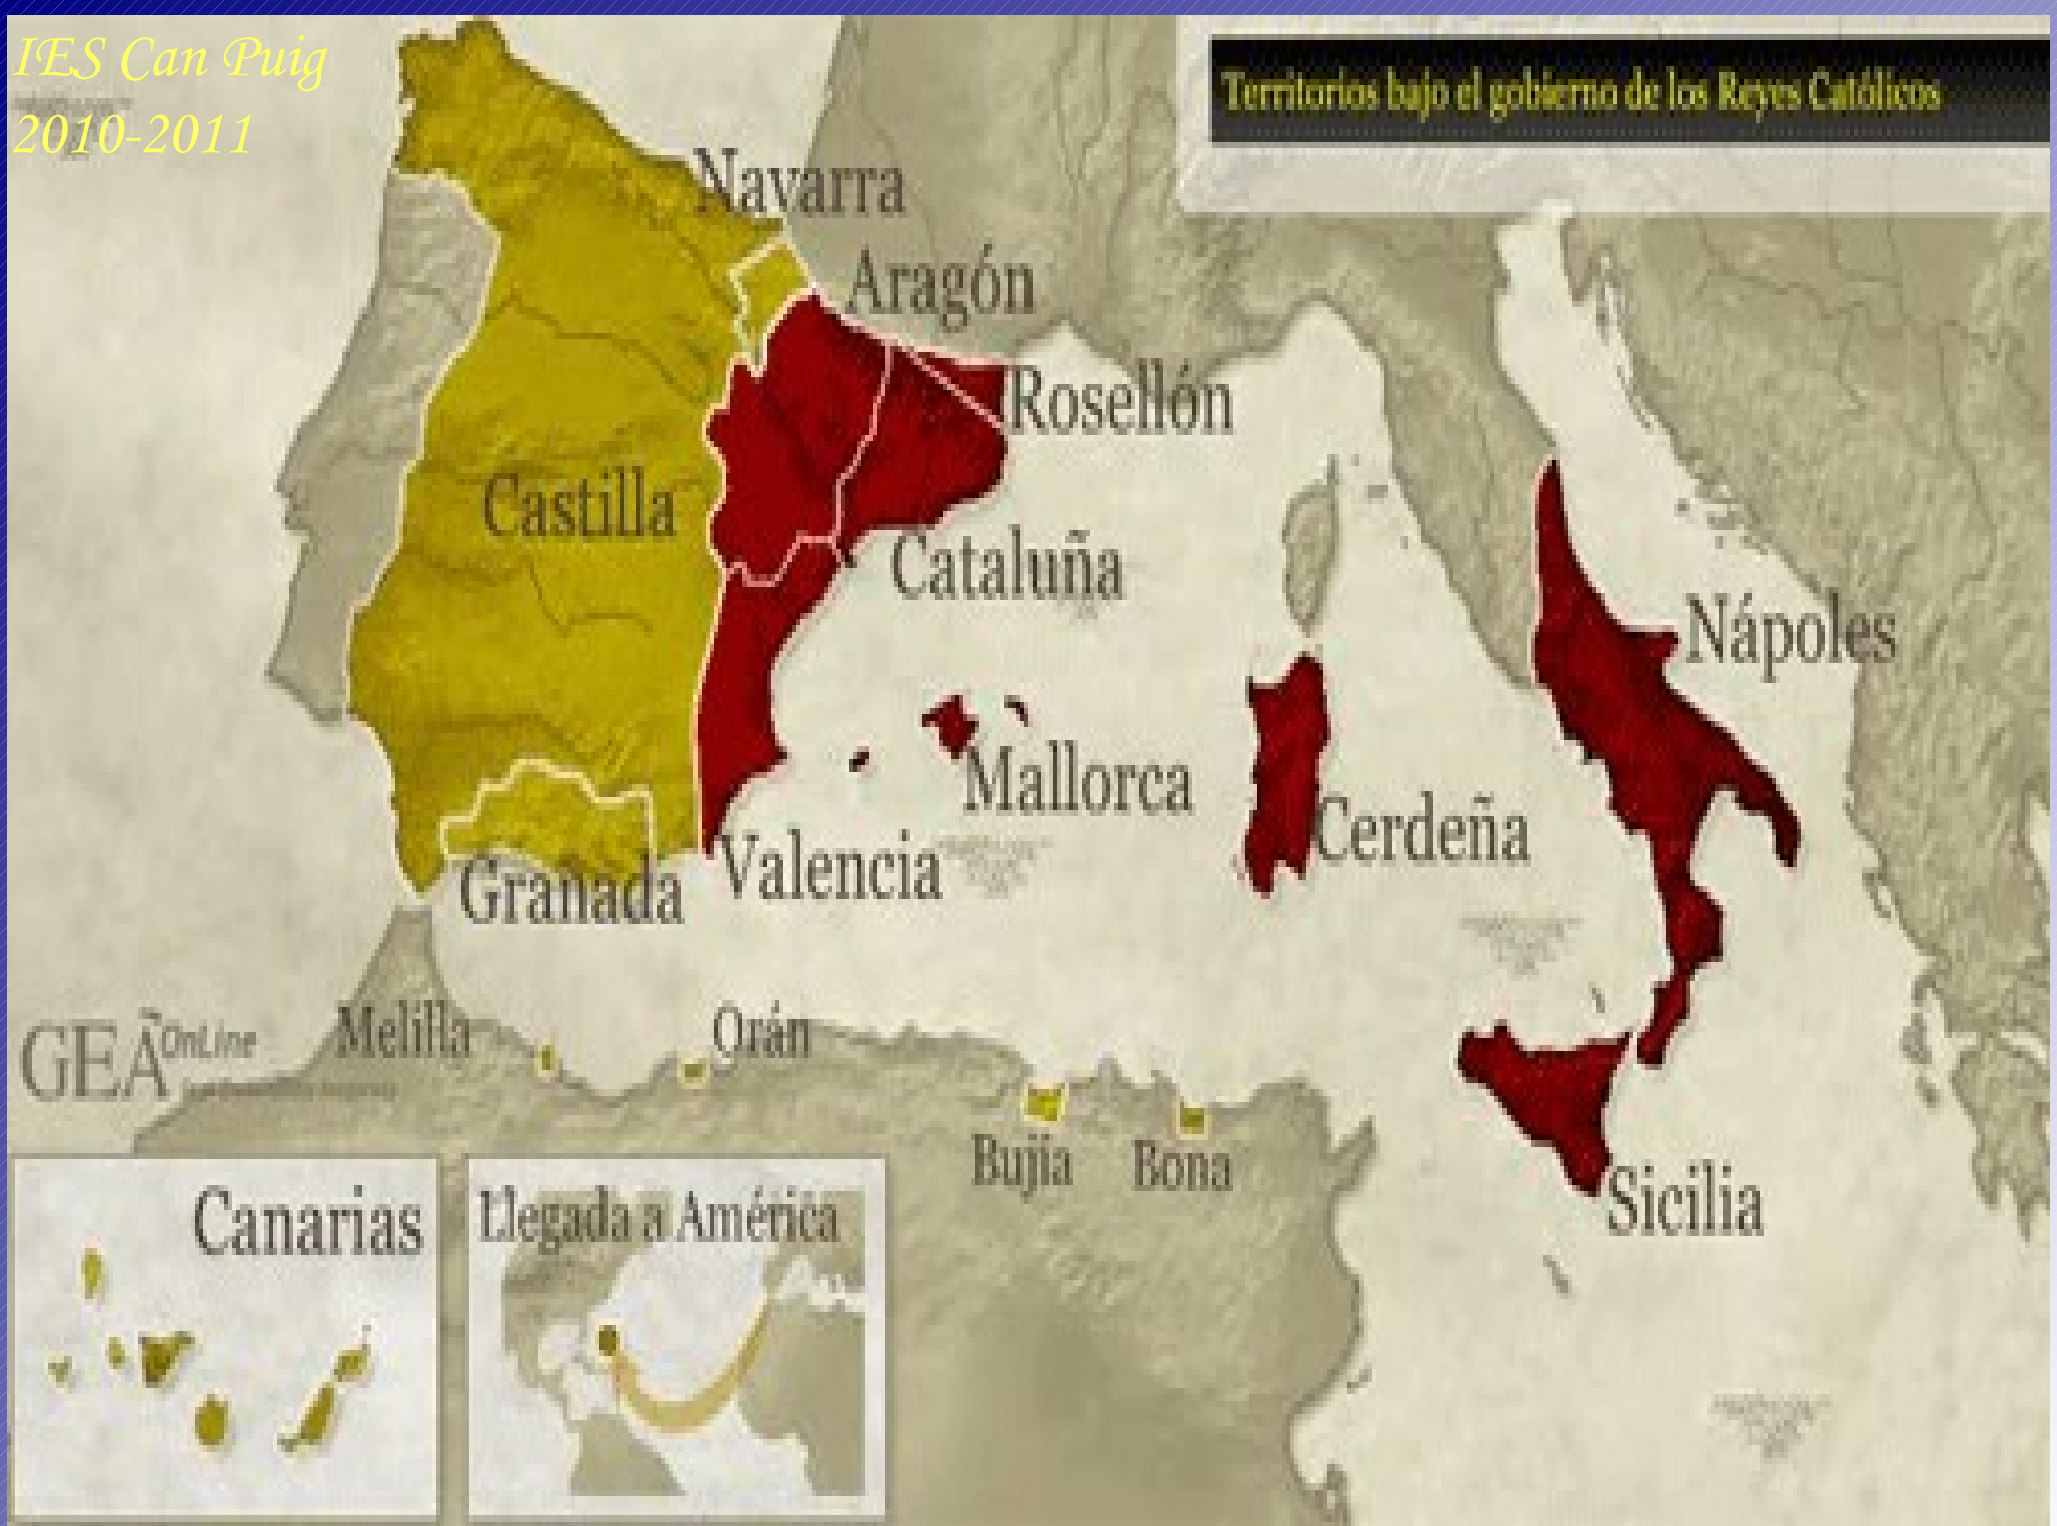 IES Can Puig
2010-2011
Territorios bajo el gobierno de los Reyes Católicos
Navarra
Aragón
Rosellón
Castilla
Cataluña
Nápoles
Mallorca
Cerdeña
Valencia
Granada
Melilla
Orán
GEA OnLine
Bujía
Bona
Canarias
Llegada a América
Sicilia